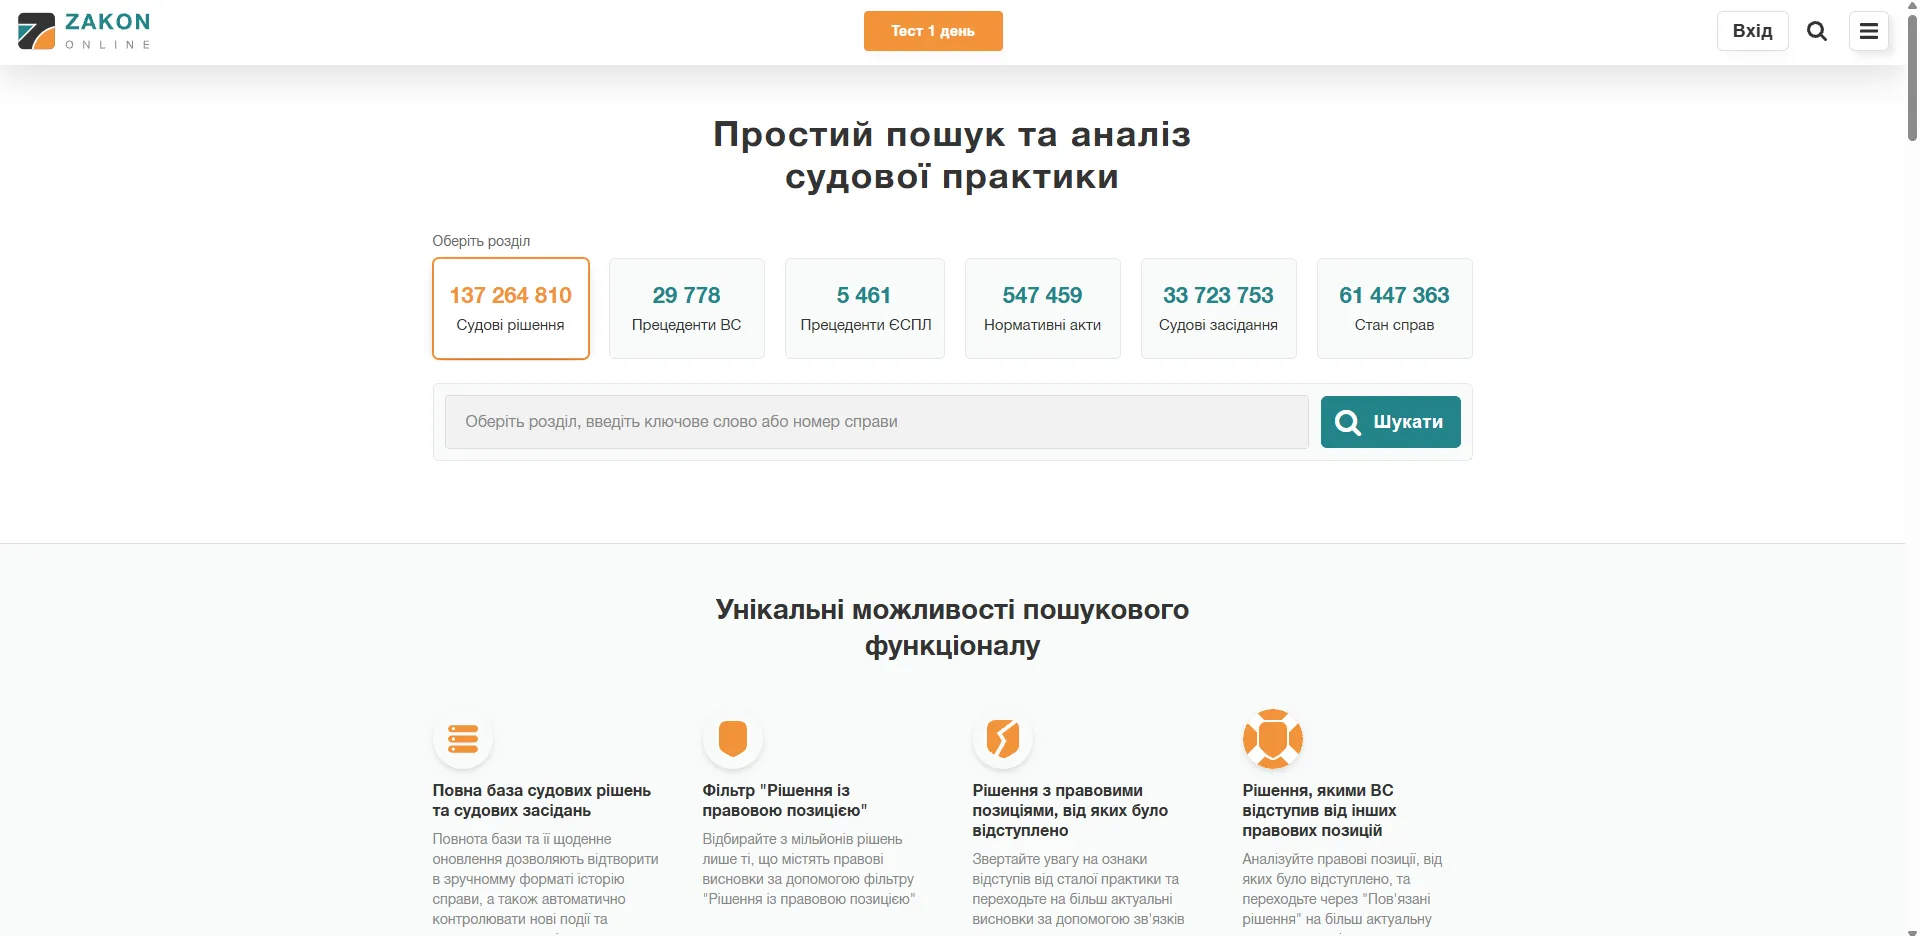 ZAKON
ONLINE
Тест 1 день
Вхід
Простий пошук та аналіз
судової практики
Оберіть розділ
137 264 810
Судові рішення
29 778
Прецеденти ВС
5 461
Прецеденти ЄСПЛ
547 459
Нормативні акти
33 723 753
Судові засідання
61 447 363
Стан справ
Оберіть розділ, введіть ключове слово або номер справи
Шукати
Унікальні можливості пошукового
функціоналу
Повна база судових рішень
та судових засідань
Повнота бази та її щоденне
оновлення дозволяють відтворити
в зручному форматі історію
справи, а також автоматично
контролювати нові події та
Фільтр "Рішення із
правовою позицією"
Відбирайте з мільйонів рішень
лише ті, що містять правові
висновки за допомогою фільтру
"Рішення із правовою позицією"
Рішення з правовими
позиціями, від яких було
відступлено
Звертайте увагу на ознаки
відступів від сталої практики та
переходьте на більш актуальні
висновки за допомогою зв'язків
Рішення, якими ВС
відступив від інших
правових позицій
Аналізуйте правові позиції, від
яких було відступлено, та
переходьте через "Пов'язані
рішення" на більш актуальну